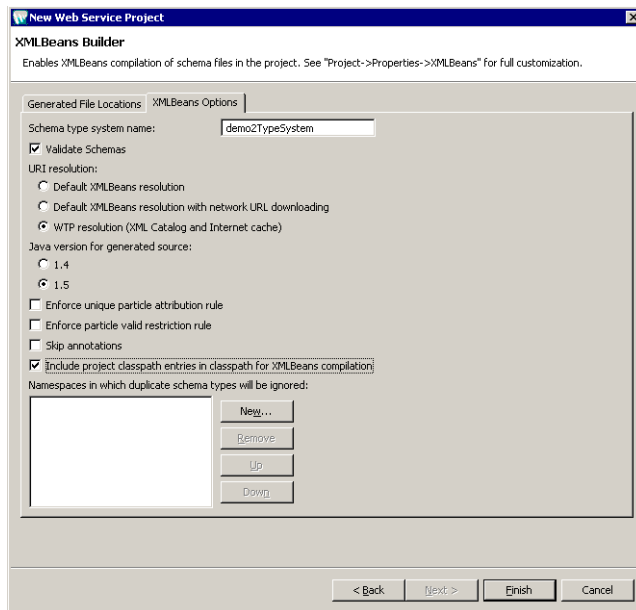 New Web Service Project
XMLBeans Builder
Enables XMLBeans compilation of schema files in the project. See "Project->Properties->XMLBeans" for full customization.
Generated File Locations XMLBeans Options
Schema type system name: demo2TypeSystem
Validate Schemas
URI resolution:
Default XMLBeans resolution
Default XMLBeans resolution with network URL downloading
WTP resolution (XML Catalog and Internet cache)
Java version for generated source:
1.4
1.5
Enforce unique particle attribution rule
Enforce particle valid restriction rule
Skip annotations
Include project classpath entries in classpath for XMLBeans compilation
Namespaces in which duplicate schema types will be ignored:
New...
Remove
Up
Down
< Back Next > Finish Cancel